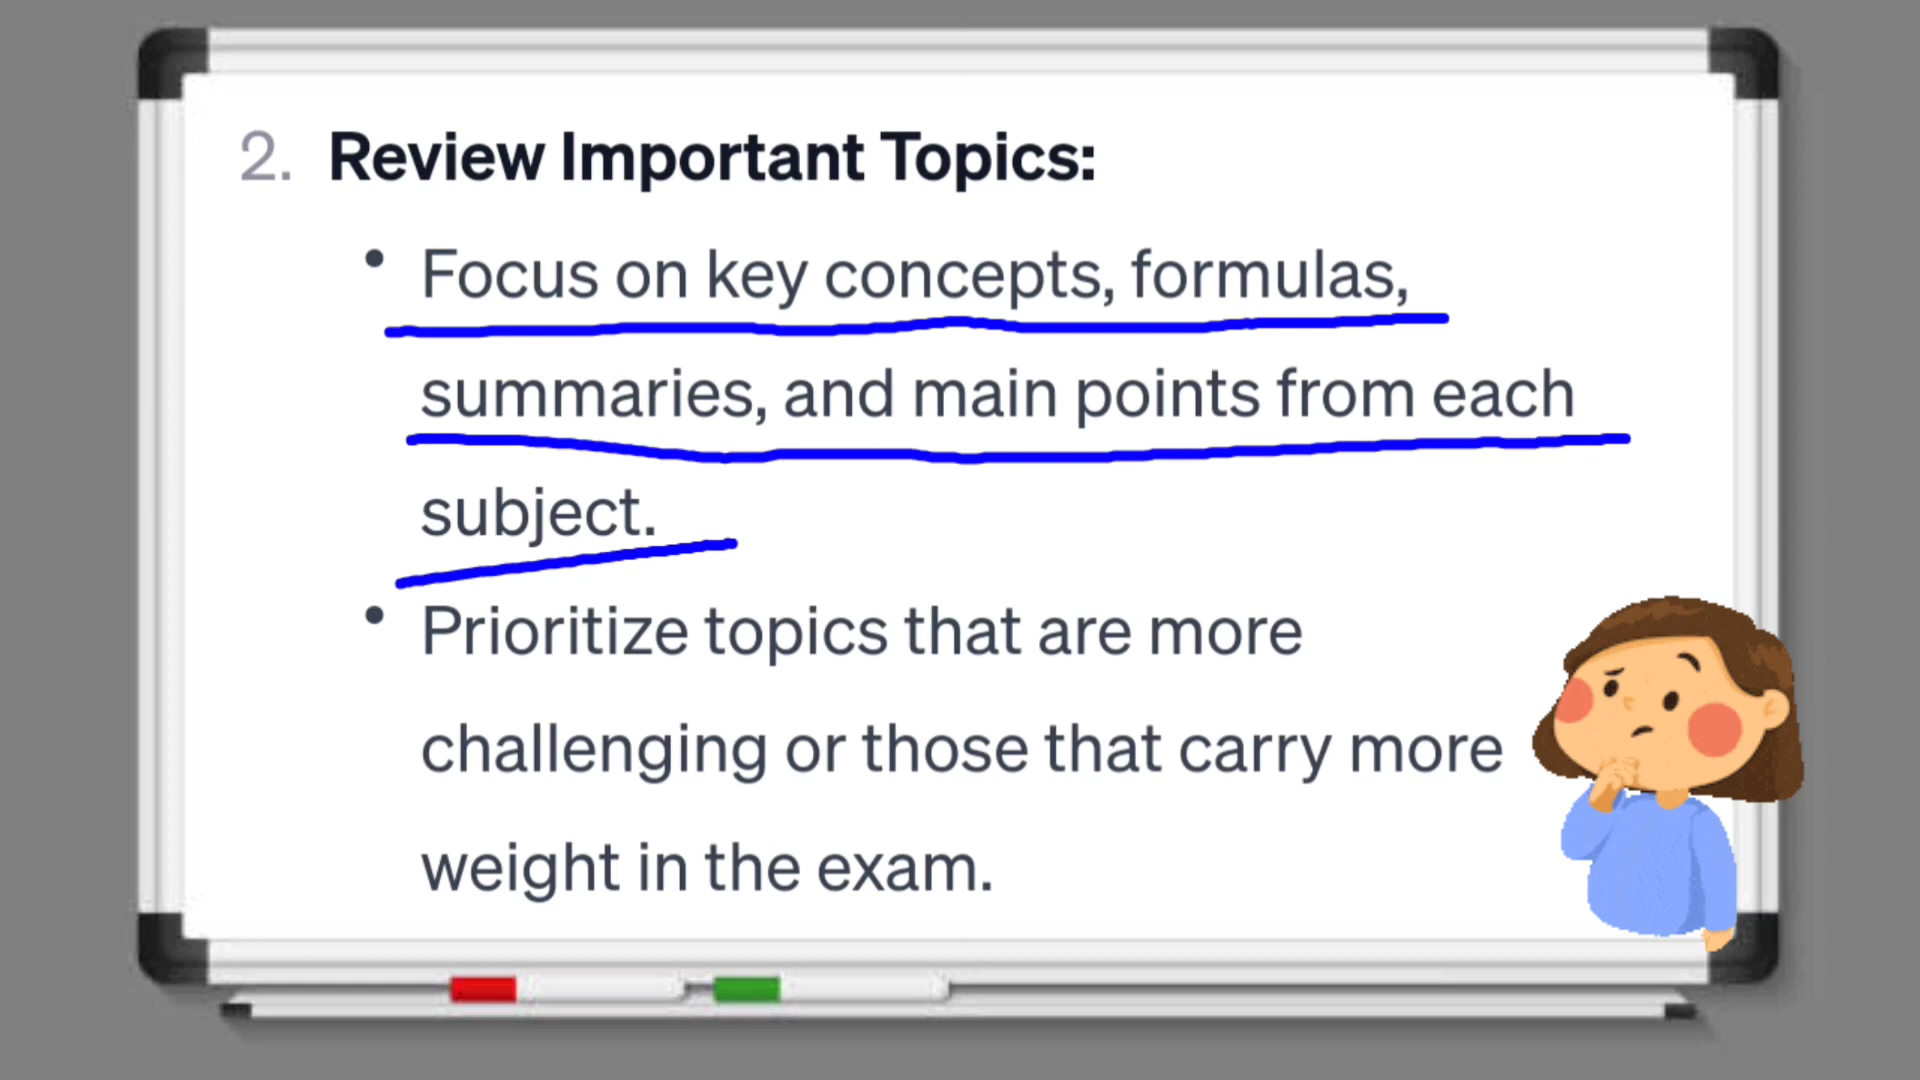 2. Review Important Topics:
• Focus on key concepts, formulas,
summaries, and main points from each
subject.
• Prioritize topics that are more
challenging or those that carry more
weight in the exam.